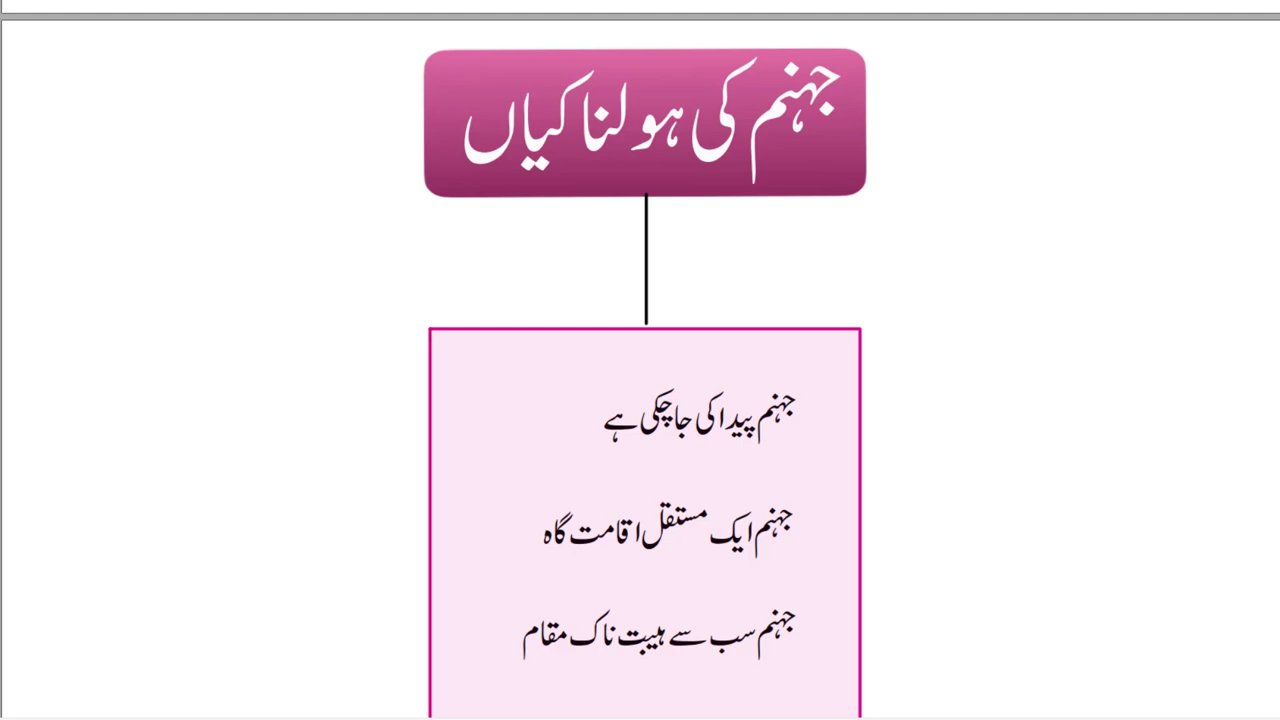 جہنم کی ہولناکیاں
جہنم پیدا کی جا چکی ہے
جہنم ایک مستقل اقامت گاہ
جہنم سب سے ہیبت ناک مقام